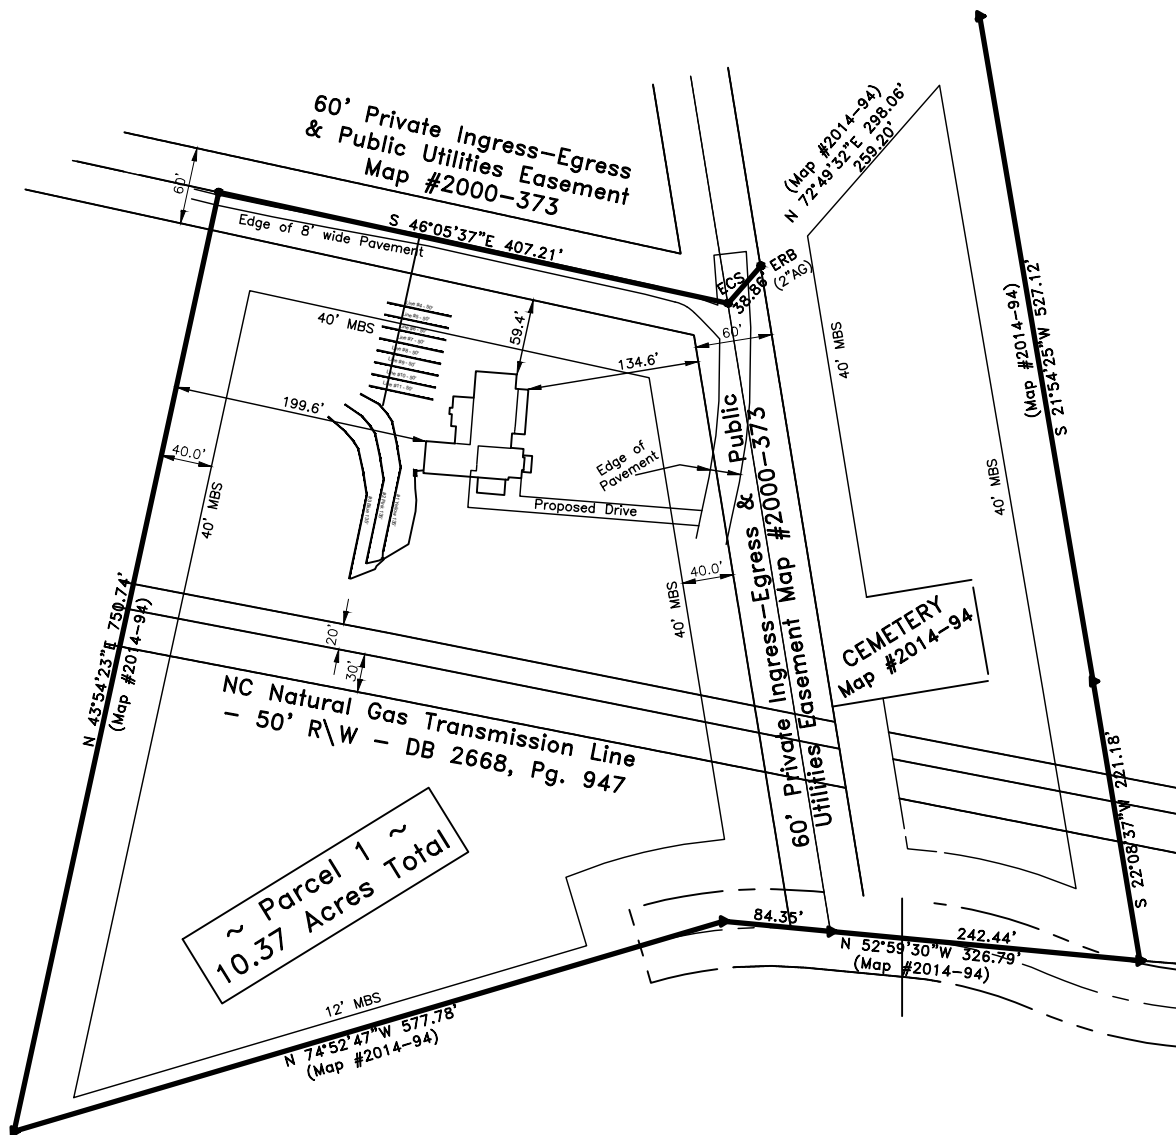 60' Private Ingress-Egress
& Public Utilities Easement
Map #2000-373
60'
S 46°05'37"E 407.21'
Edge of 8' wide Pavement
(Map #2014-94)
N 72°49'32"E 298.06'
259.20'
ECS
38.86'
ERB
(2"AG)
60'
40' MBS
59.4'
134.6'
199.6'
40.0'
40' MBS
Edge of
Pavement
Proposed Drive
40' MBS
40.0'
40' MBS
40' MBS
(Map #2014-94)
S 21°54'25"W 527.12'
60' Private Ingress-Egress & Public
Utilities Easement Map #2000-373
CEMETERY
Map #2014-94
N 43°54'23"E 750.74'
(Map #2014-94)
20'
30'
NC Natural Gas Transmission Line
- 50' R\W - DB 2668, Pg. 947
S 22°08'37"W 221.18'
~ Parcel 1 ~
10.37 Acres Total
12' MBS
N 74°52'47"W 577.78'
(Map #2014-94)
84.35'
242.44'
N 52°59'30"W 326.79'
(Map #2014-94)